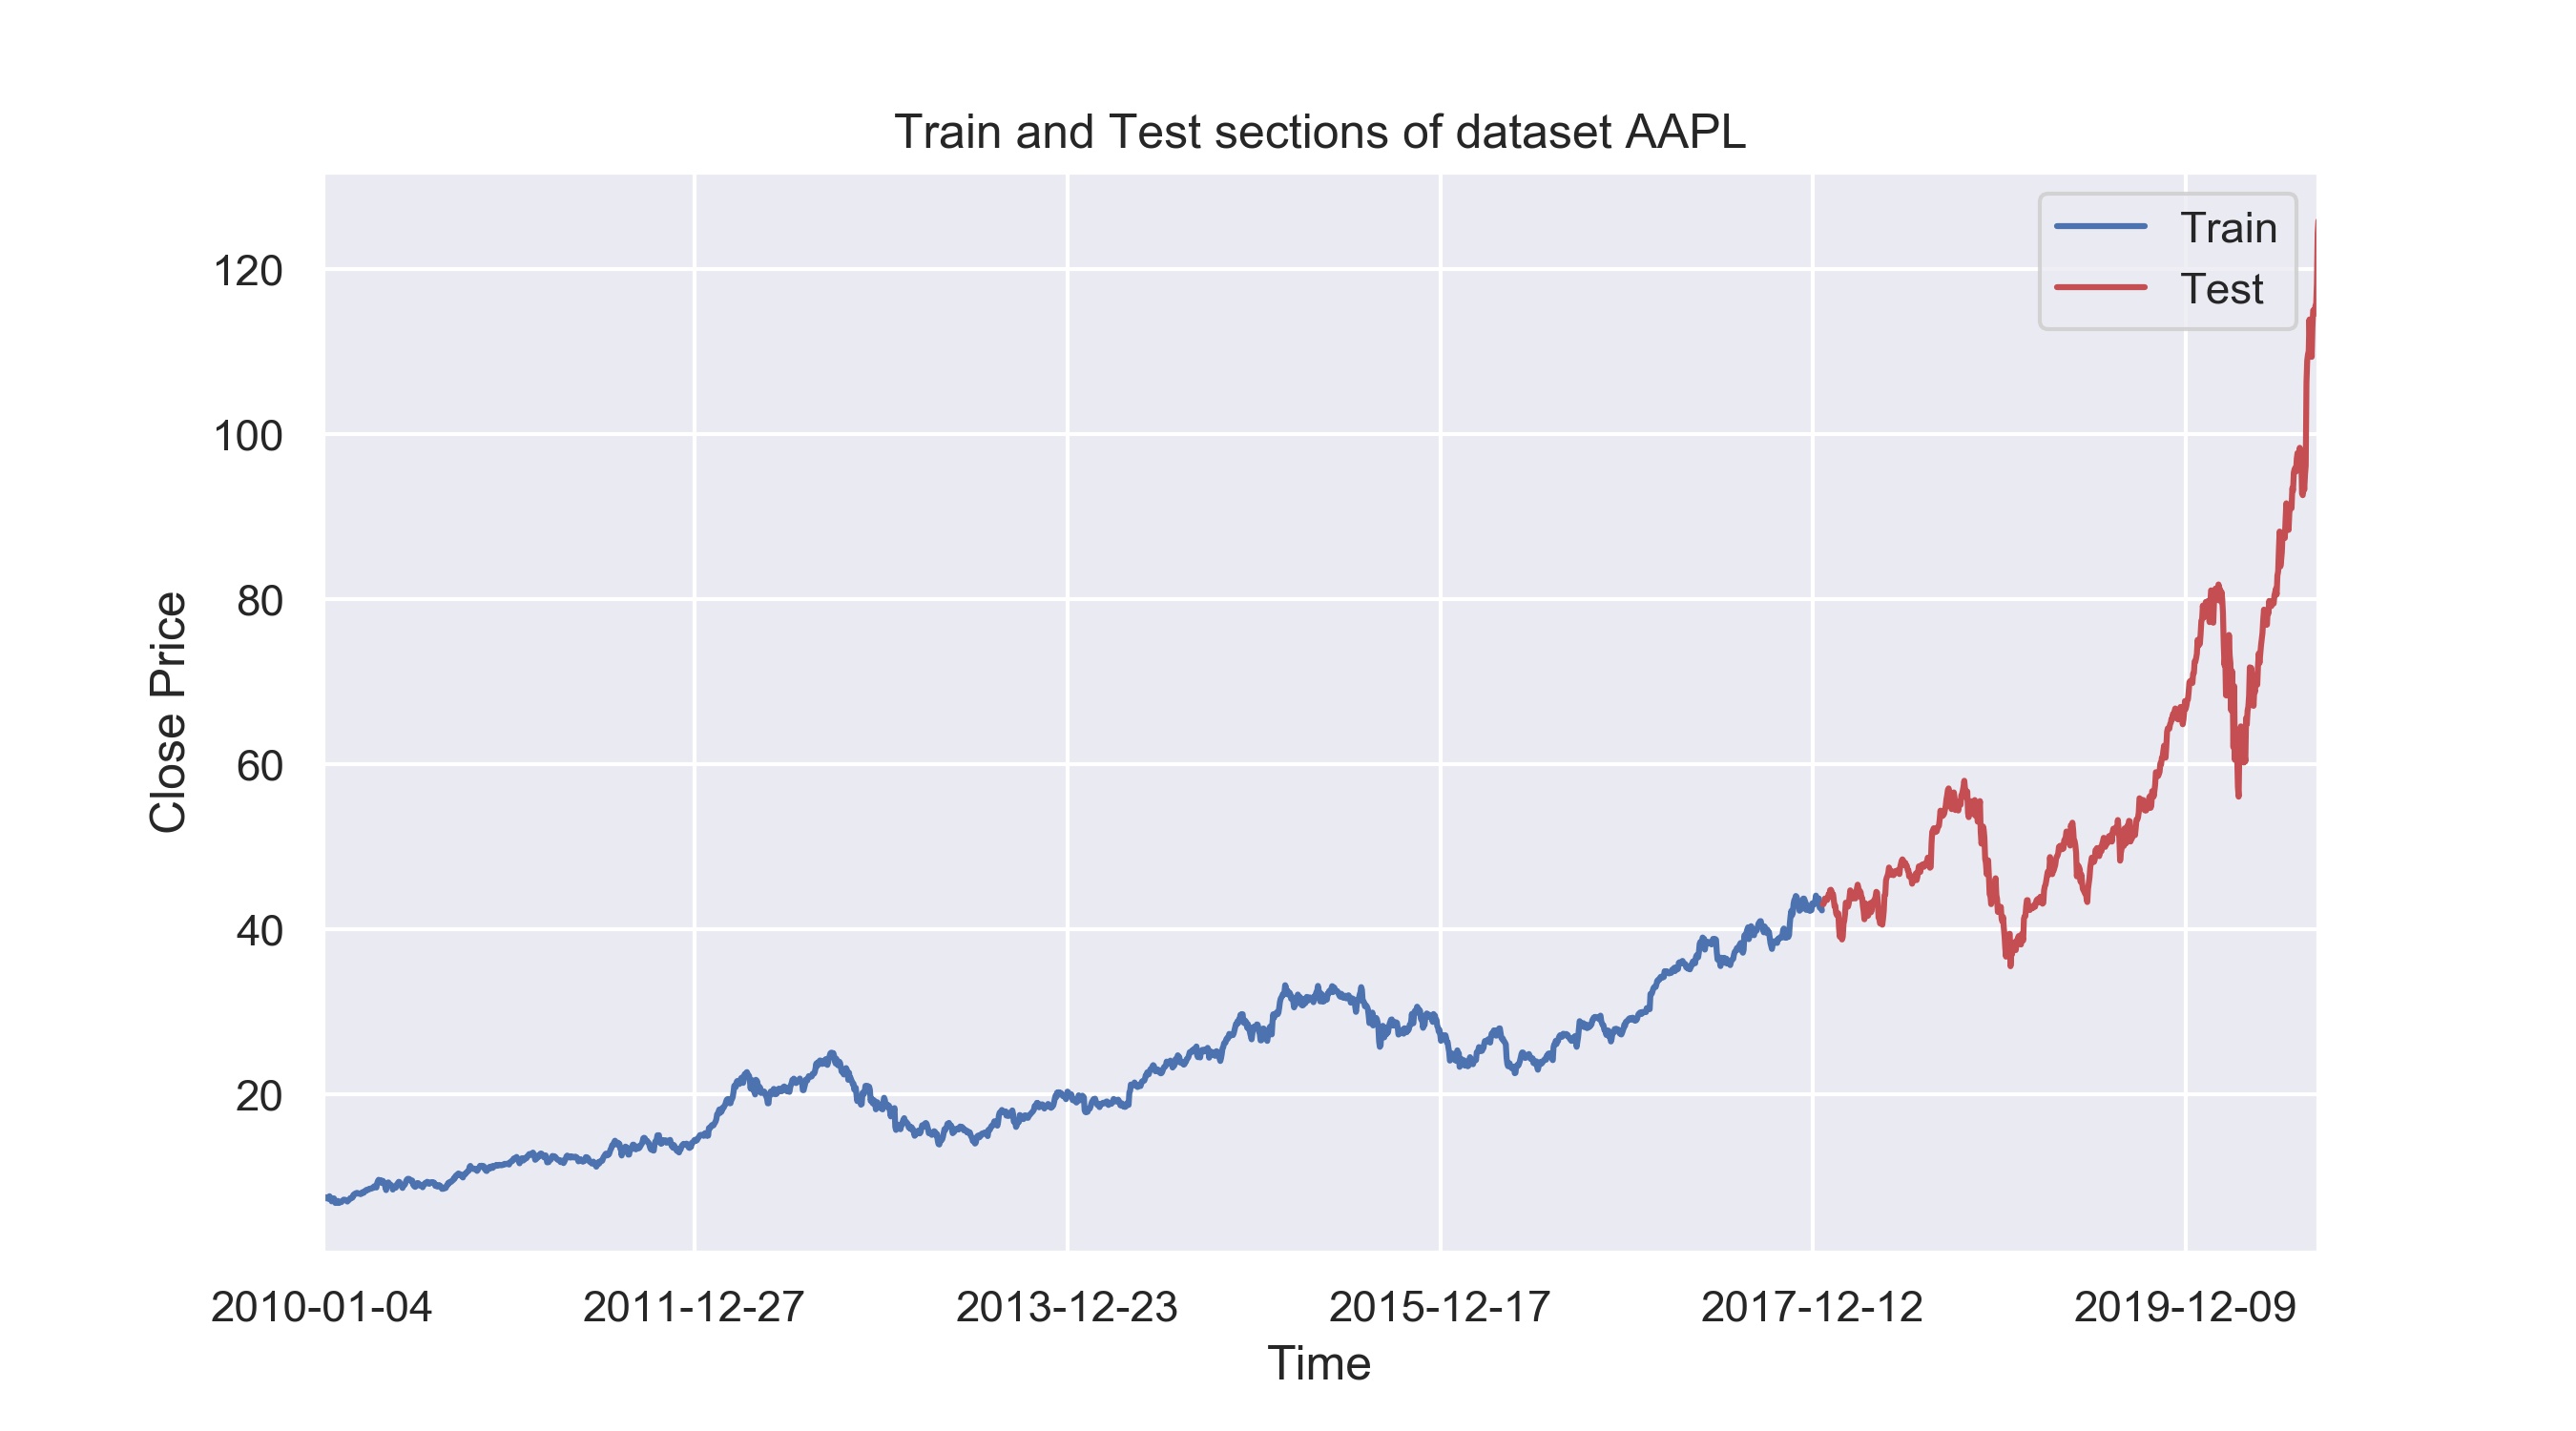 Train and Test sections of dataset AAPL
Train
Test
120
100
80
60
40
20
Close Price
2010-01-04 2011-12-27 2013-12-23 2015-12-17 2017-12-12 2019-12-09
Time